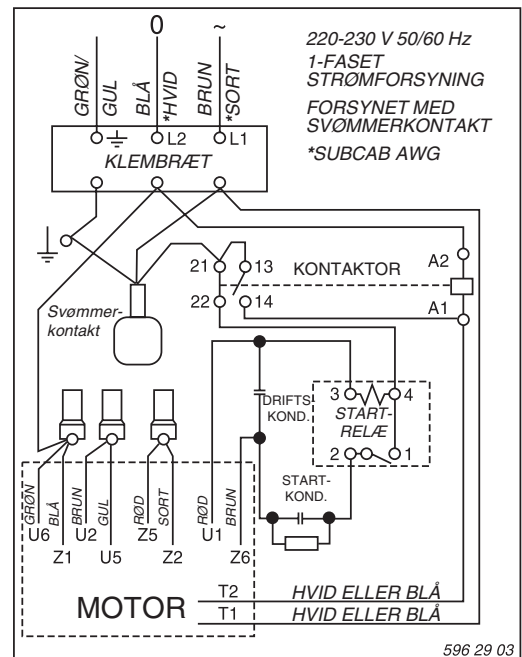 0
~
220-230 V 50/60 Hz
1-FASET
STRØMFORSYNING
FORSYNET MED
SVØMMERKONTAKT
*SUBCAB AWG
GRØN/
GUL
BLÅ
*HVID
BRUN
*SORT
L2
L1
KLEMBRÆT
21
13
KONTAKTOR
A2
22
14
A1
Svømmer-
kontakt
DRIFTS-
KOND.
3
4
START-
RELÆ
2
1
START-
KOND.
GRØN
BLÅ
BRUN
GUL
RØD
SORT
RØD
BRUN
U6
U2
Z5
U1
Z1
U5
Z2
Z6
MOTOR
T2
HVID ELLER BLÅ
T1
HVID ELLER BLÅ
596 29 03